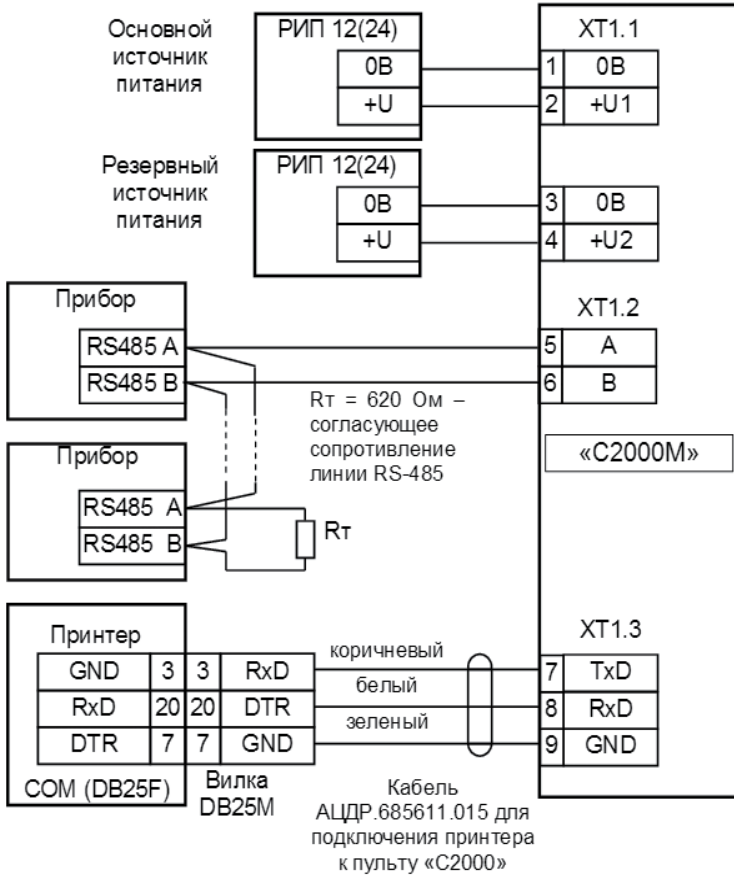 Основной
источник
питания
РИП 12(24)
0В
+U
XT1.1
1 0В
2 +U1
Резервный
источник
питания
РИП 12(24)
0В
+U
3 0В
4 +U2
Прибор
RS485 A
RS485 B
XT1.2
5 A
6 B
Rт = 620 Ом –
согласующее
сопротивление
линии RS-485
«С2000М»
Прибор
RS485 A
RS485 B
Rт
Принтер
GND 3 3 RxD
RxD 20 20 DTR
DTR 7 7 GND
COM (DB25F)
Вилка
DB25M
коричневый
белый
зеленый
XT1.3
7 TxD
8 RxD
9 GND
Кабель
АЦДР.685611.015 для
подключения принтера
к пульту «С2000»